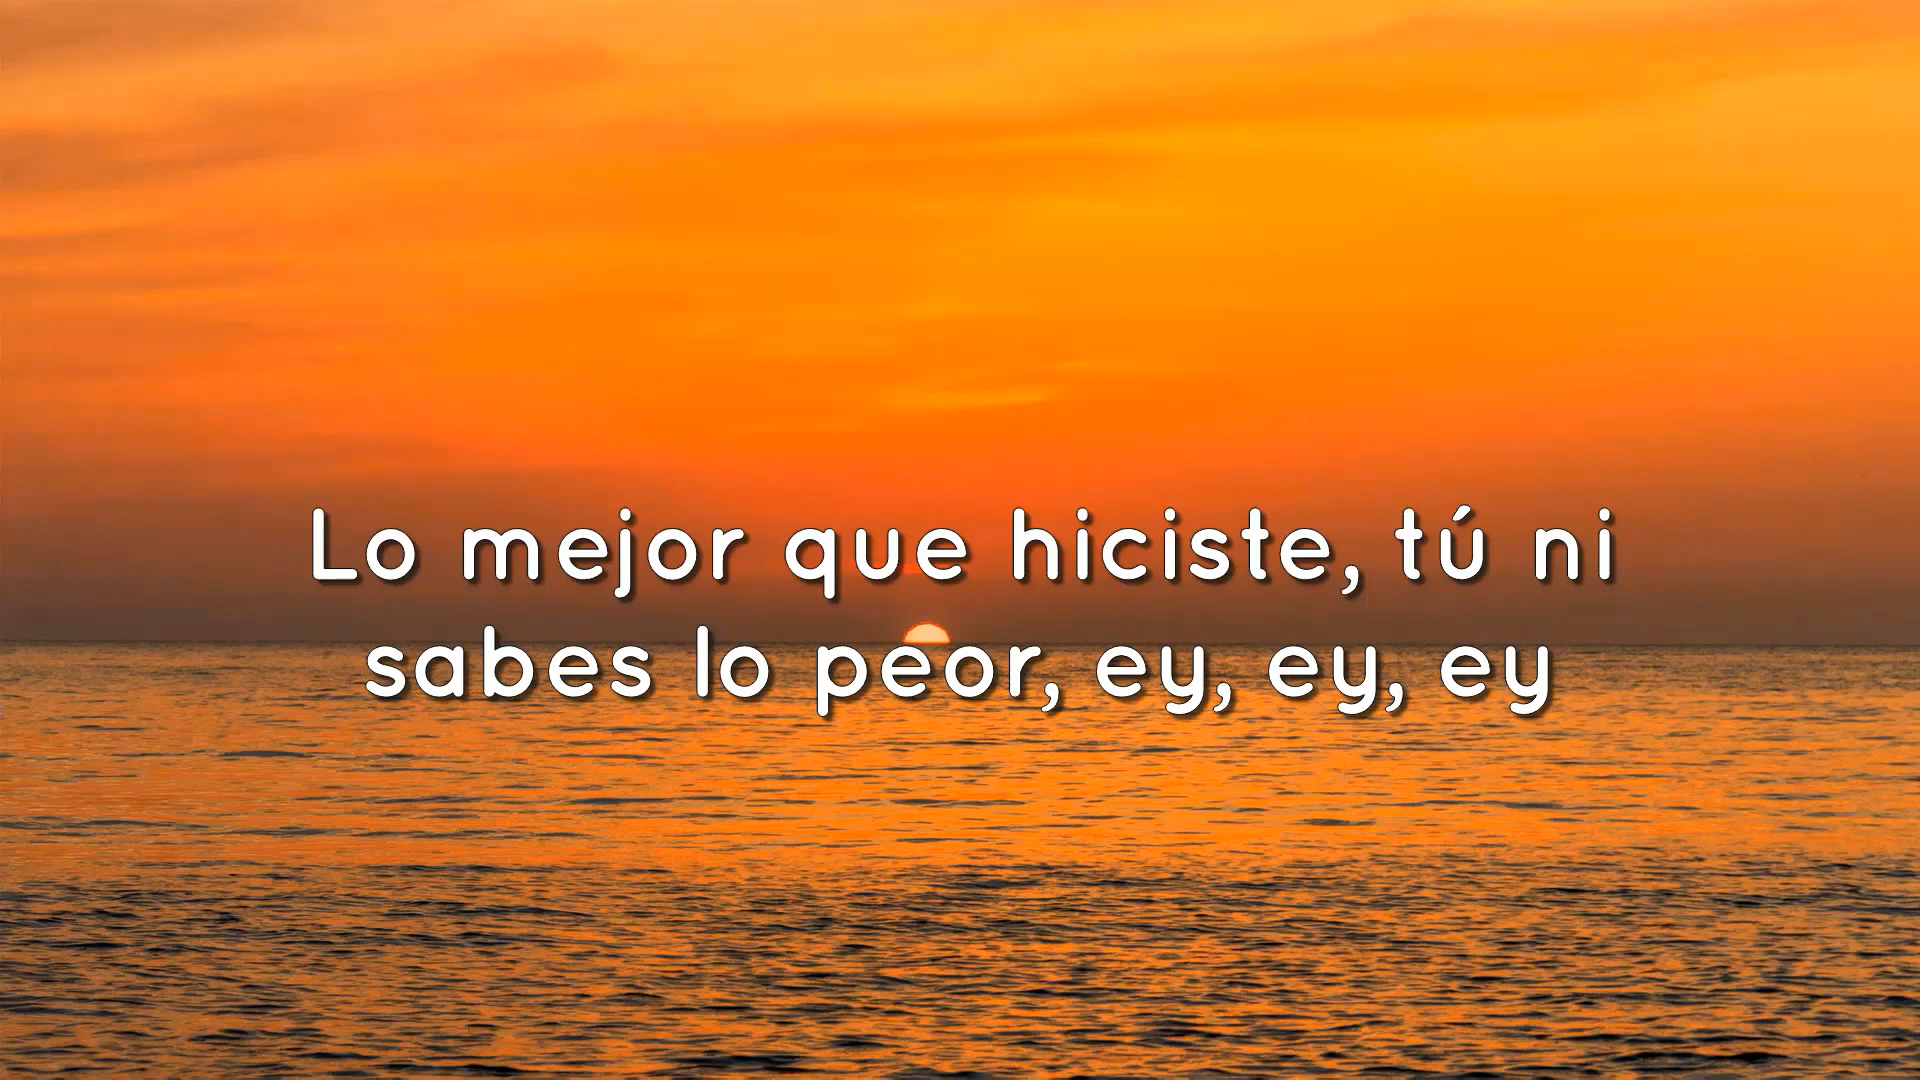 Lo mejor que hiciste, tú ni
sabes lo peor, ey, ey, ey